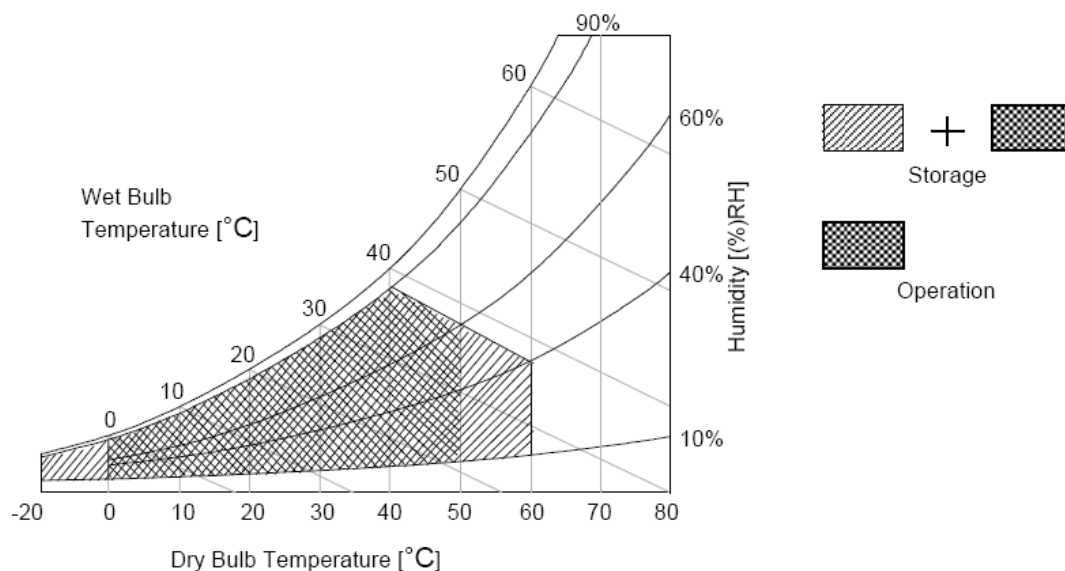 90%
60
60%
50
Wet Bulb
Temperature [°C]
40
30
20
10
0
Humidity [(%)RH]
40%
10%
-20 0 10 20 30 40 50 60 70 80
Dry Bulb Temperature [°C]
+
Storage
Operation